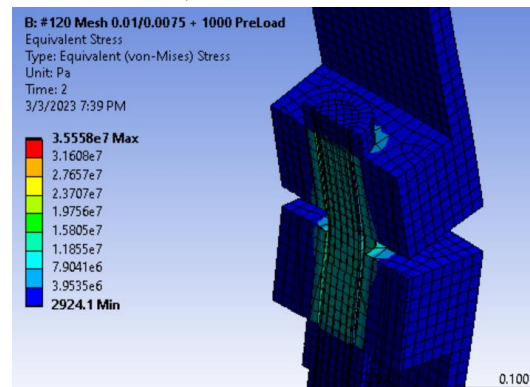 B: #120 Mesh 0.01/0.0075 + 1000 PreLoad
Equivalent Stress
Type: Equivalent (von-Mises) Stress
Unit: Pa
Time: 2
3/3/2023 7:39 PM
3.5558e7 Max
3.1608e7
2.7657e7
2.3707e7
1.9756e7
1.5805e7
1.1855e7
7.9041e6
3.9535e6
2924.1 Min
0.100